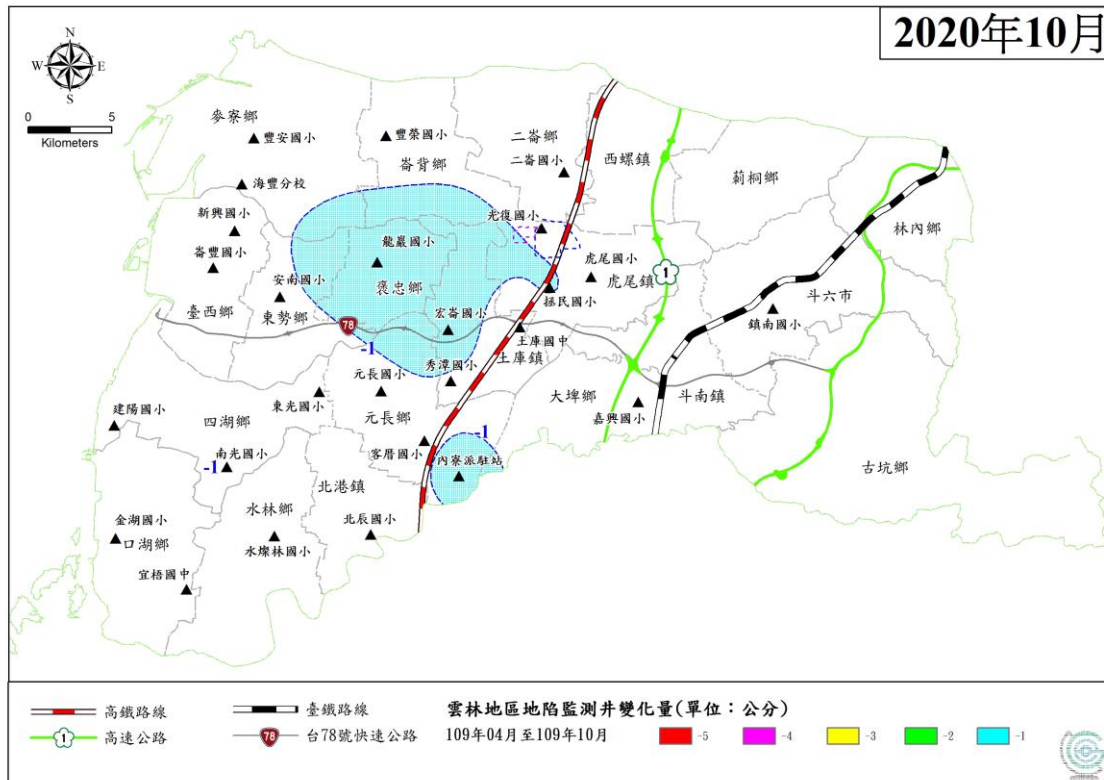 2020年10月
N
W
E
S
0
5
Kilometers
麥寮鄉
豐安國小
豐榮國小
崙背鄉
二崙鄉
二崙國小
西螺鎮
莿桐鄉
林內鄉
海豐分校
新興國小
崙豐國小
安南國小
臺西鄉
東勢鄉
龍巖國小
褒忠鄉
光復國小
虎尾國小
虎尾鎮
1
拯民國小
斗六市
鎮南國小
78
宏崙國小
土庫國中
土庫鎮
-1
秀潭國小
元長國小
東光國小
元長鄉
大埤鄉
嘉興國小
斗南鎮
古坑鄉
建陽國小
四湖鄉
南光國小
-1
客厝國小
-1
內寮派駐站
北港鎮
北辰國小
水林鄉
水燦林國小
金湖國小
口湖鄉
宜梧國中
高鐵路線
臺鐵路線
1
高速公路
78
台78號快速公路
雲林地區地陷監測井變化量(單位：公分)
109年04月至109年10月
-5
-4
-3
-2
-1